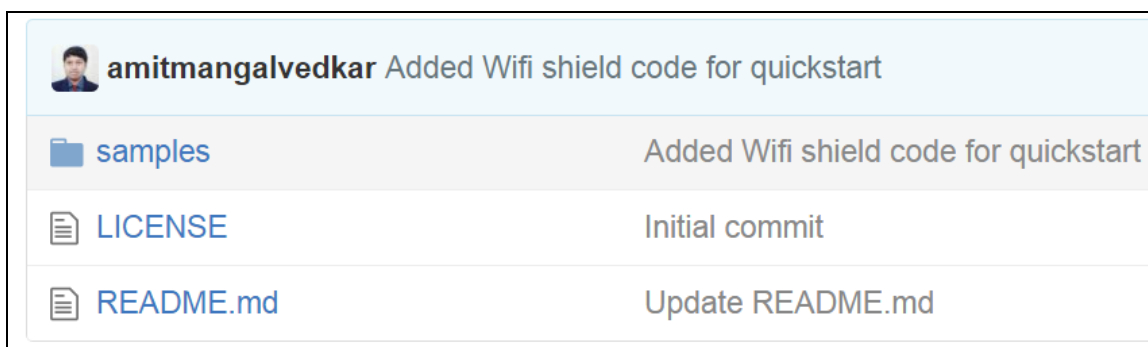 amitmangalvedkar Added Wifi shield code for quickstart
samples Added Wifi shield code for quickstart
LICENSE Initial commit
README.md Update README.md